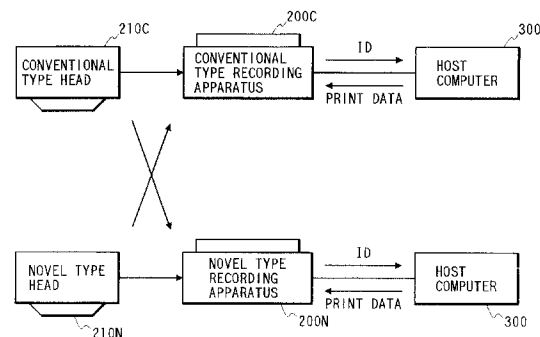 210C
200C
300
CONVENTIONAL
TYPE HEAD
CONVENTIONAL
TYPE RECORDING
APPARATUS
ID
PRINT DATA
HOST
COMPUTER
NOVEL TYPE
HEAD
NOVEL TYPE
RECORDING
APPARATUS
ID
PRINT DATA
HOST
COMPUTER
210N
200N
300